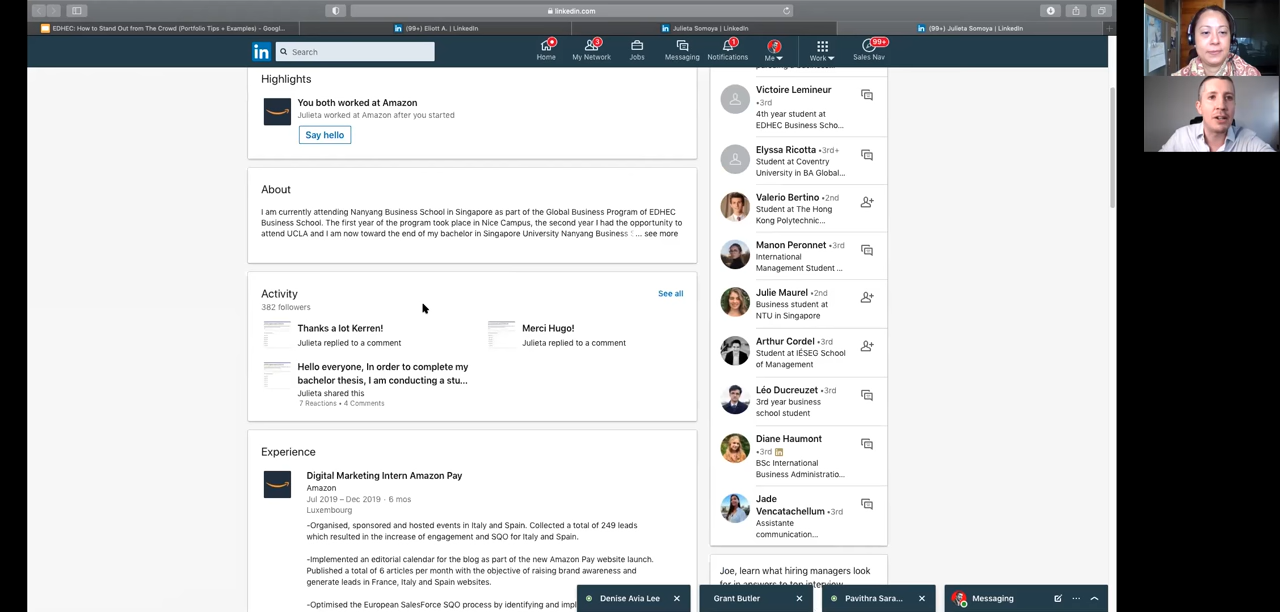 linkedin.com
EDHEC: How to Stand Out from The Crowd (Portfolio Tips + Examples) - Googl...
(99+) Eliott A. | LinkedIn
Julieta Somoya | LinkedIn
(99+) Julieta Somoya | LinkedIn
in
Search
Home
3
My Network
Jobs
Messaging
1
Notifications
Me
Work
99+
Sales Nav
Highlights
You both worked at Amazon
Julieta worked at Amazon after you started
Say hello
About
I am currently attending Nanyang Business School in Singapore as part of the Global Business Program of EDHEC
Business School. The first year of the program took place in Nice Campus, the second year I had the opportunity to
attend UCLA and I am now toward the end of my bachelor in Singapore University Nanyang Business S... see more
Activity
See all
382 followers
Thanks a lot Kerren!
Julieta replied to a comment
Merci Hugo!
Julieta replied to a comment
Hello everyone, In order to complete my
bachelor thesis, I am conducting a stu...
Julieta shared this
7 Reactions • 4 Comments
Experience
Digital Marketing Intern Amazon Pay
Amazon
Jul 2019 – Dec 2019 · 6 mos
Luxembourg
-Organised, sponsored and hosted events in Italy and Spain. Collected a total of 249 leads
which resulted in the increase of engagement and SQO for Italy and Spain.
-Implemented an editorial calendar for the blog as part of the new Amazon Pay website launch.
Published a total of 6 articles per month with the objective of raising brand awareness and
generate leads in France, Italy and Spain websites.
-Optimised the European SalesForce SQO process by identifying and impl
Victoire Lemineur
•3rd
4th year student at
EDHEC Business Scho...
Elyssa Ricotta •3rd+
Student at Coventry
University in BA Global...
Valerio Bertino •2nd
Student at The Hong
Kong Polytechnic...
Manon Peronnet •3rd
International
Management Student ...
Julie Maurel •2nd
Business student at
NTU in Singapore
Arthur Cordel •3rd
Student at IÉSEG School
of Management
Léo Ducreuzet •3rd
3rd year business
school student
Diane Haumont
•3rd in
BSc International
Business Administratio...
Jade
Vencatachellum •3rd
Assistante
communication...
Joe, learn what hiring managers look
for in answers to top interview
Denise Avia Lee
Grant Butler
Pavithra Sara...
Messaging